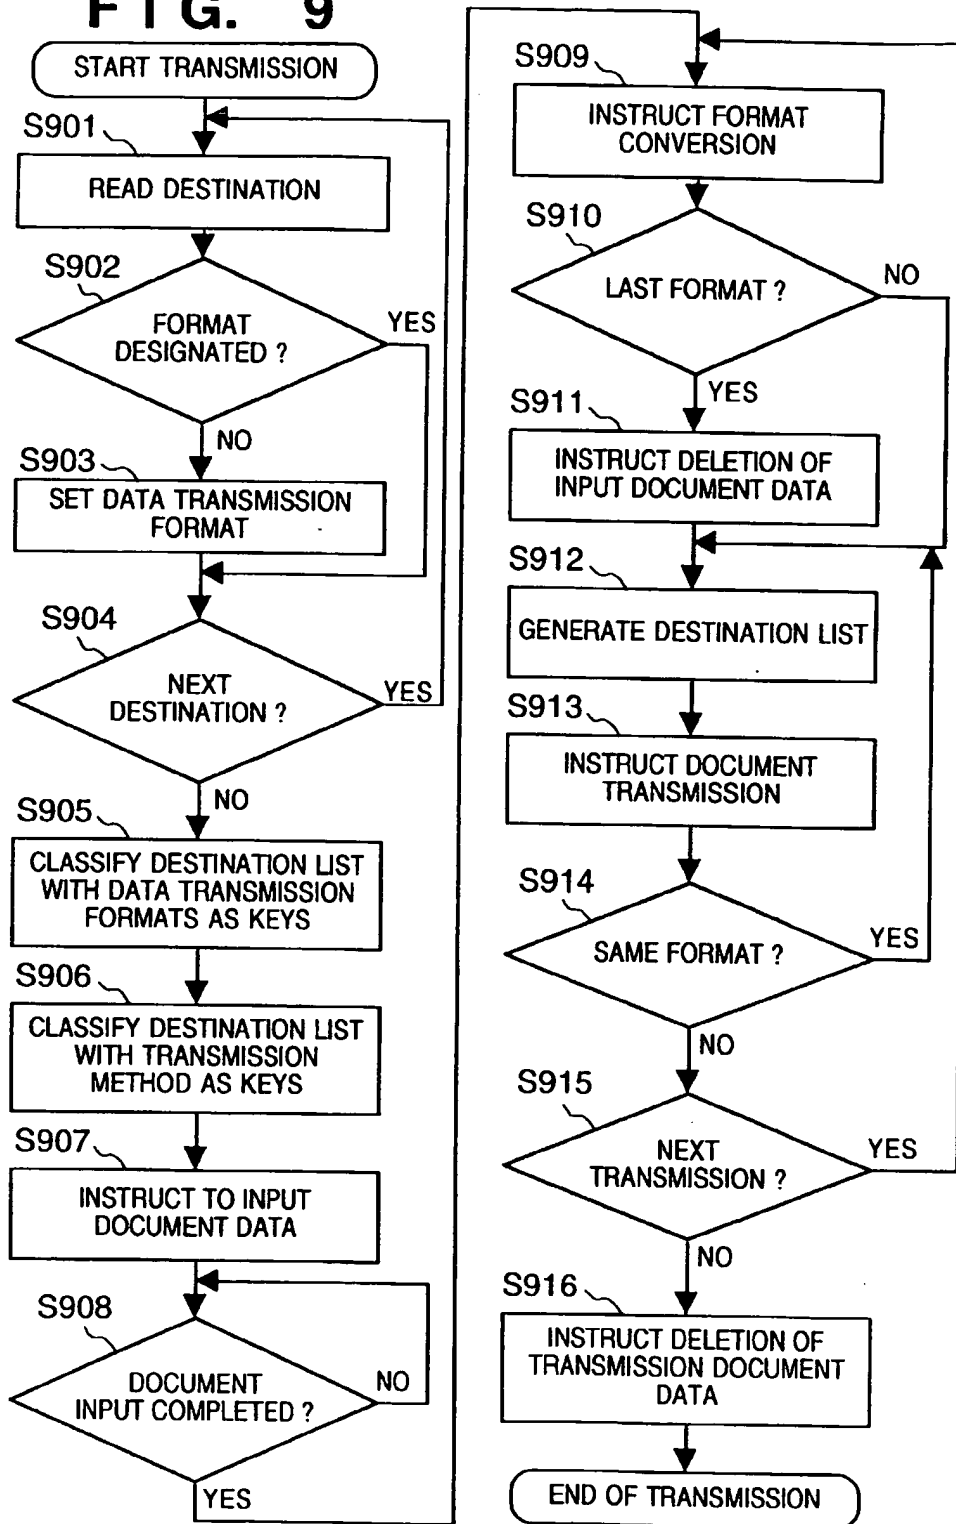 FIG. 9
START TRANSMISSION
S901
READ DESTINATION
S902
FORMAT
DESIGNATED ?
YES
NO
S903
SET DATA TRANSMISSION
FORMAT
S904
NEXT
DESTINATION ?
YES
NO
S905
CLASSIFY DESTINATION LIST
WITH DATA TRANSMISSION
FORMATS AS KEYS
S906
CLASSIFY DESTINATION LIST
WITH TRANSMISSION
METHOD AS KEYS
S907
INSTRUCT TO INPUT
DOCUMENT DATA
S908
DOCUMENT
INPUT COMPLETED ?
NO
YES
S909
INSTRUCT FORMAT
CONVERSION
S910
LAST FORMAT ?
NO
YES
S911
INSTRUCT DELETION OF
INPUT DOCUMENT DATA
S912
GENERATE DESTINATION LIST
S913
INSTRUCT DOCUMENT
TRANSMISSION
S914
SAME FORMAT ?
YES
NO
S915
NEXT
TRANSMISSION ?
YES
NO
S916
INSTRUCT DELETION OF
TRANSMISSION DOCUMENT
DATA
END OF TRANSMISSION